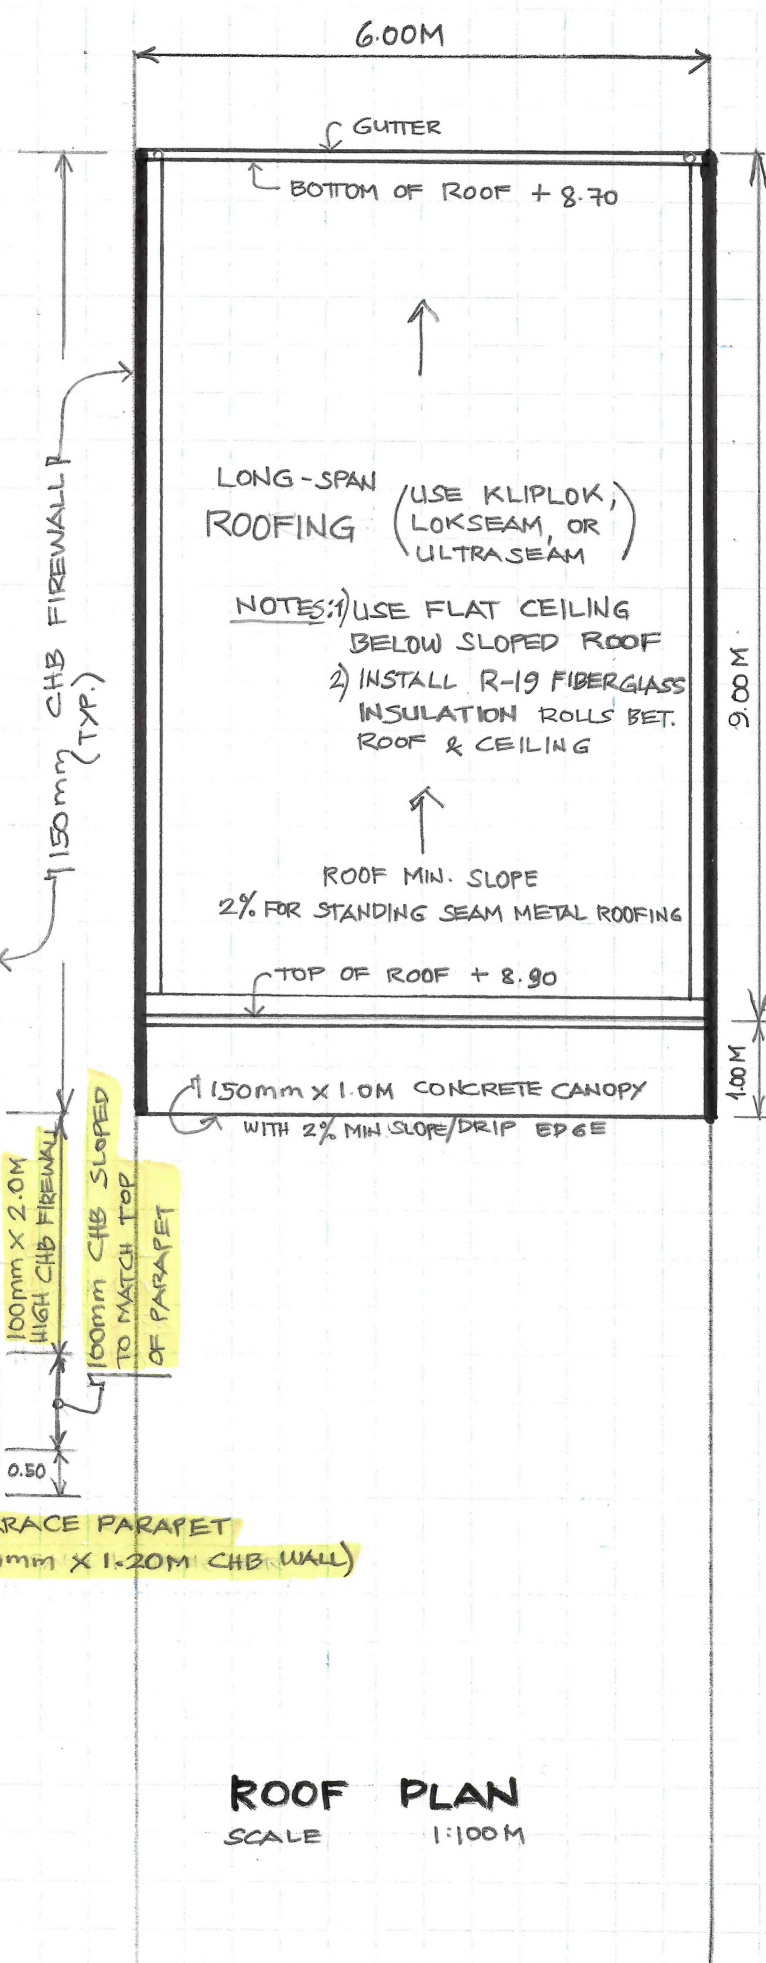 6.00M
GUTTER
BOTTOM OF ROOF + 8.70
LONG-SPAN
ROOFING
(USE KLIPLOK,
LOKSEAM, OR
ULTRASEAM)
NOTES: 1) USE FLAT CEILING
BELOW SLOPED ROOF
2) INSTALL R-19 FIBERGLASS
INSULATION ROLLS BET.
ROOF & CEILING
ROOF MIN. SLOPE
2% FOR STANDING SEAM METAL ROOFING
TOP OF ROOF + 8.90
150mm X 1.0M CONCRETE CANOPY
WITH 2% MIN SLOPE/DRIP EDGE
150mm CHB FIREWALL
(TYP.)
9.00 M.
1.00 M
100mm X 2.0M
HIGH CHB FIREWALL
100mm CHB SLOPED
TO MATCH TOP
OF PARAPET
0.50
PARAPET
mm X 1.20M CHB WALL)
ROOF PLAN
SCALE 1:100M